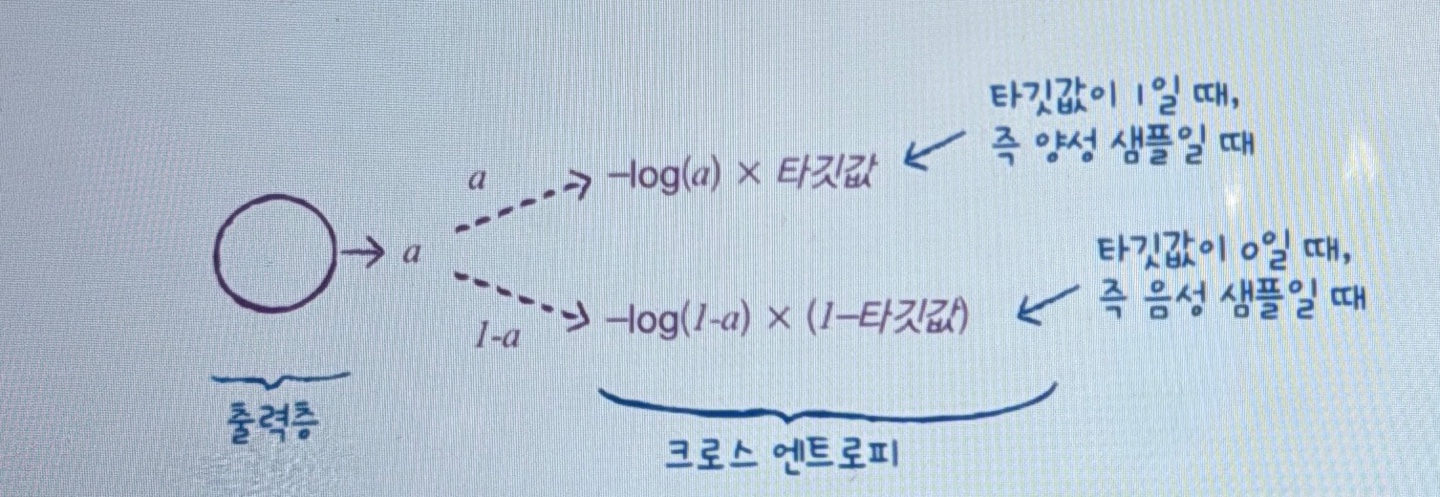 타깃값이 1일 때,
즉 양성 샘플일 때
a
-log(a) × 타깃값
a
타깃값이 0일 때,
즉 음성 샘플일 때
1-a
-log(1-a) × (1-타깃값)
출력층
크로스 엔트로피